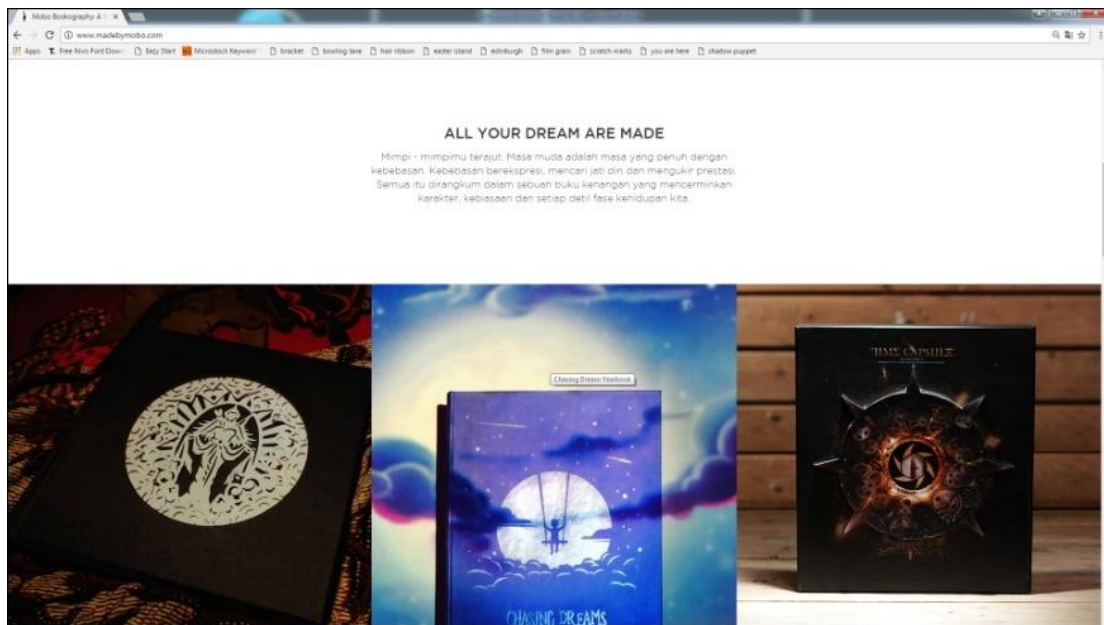 Mobo Bookography: A
www.madebymobo.com
Apps
Free Nivo Font Down
Bezy Start
Microstock Keyword
bracket
bowling lane
hair ribbon
easter island
edinburgh
film grain
scratch marks
you are here
shadow puppet
ALL YOUR DREAM ARE MADE
Mimpi - mimpimu terajut. Masa muda adalah masa yang penuh dengan
kebebasan. Kebebasan berekspresi, mencari jati diri dan mengukir prestasi.
Semua itu dirangkum dalam sebuah buku kenangan yang mencerminkan
karakter, kebiasaan dan setiap detil fase kehidupan kita.
Chasing Dream Yearbook
CHASING DREAMS
TIME CAPSULE